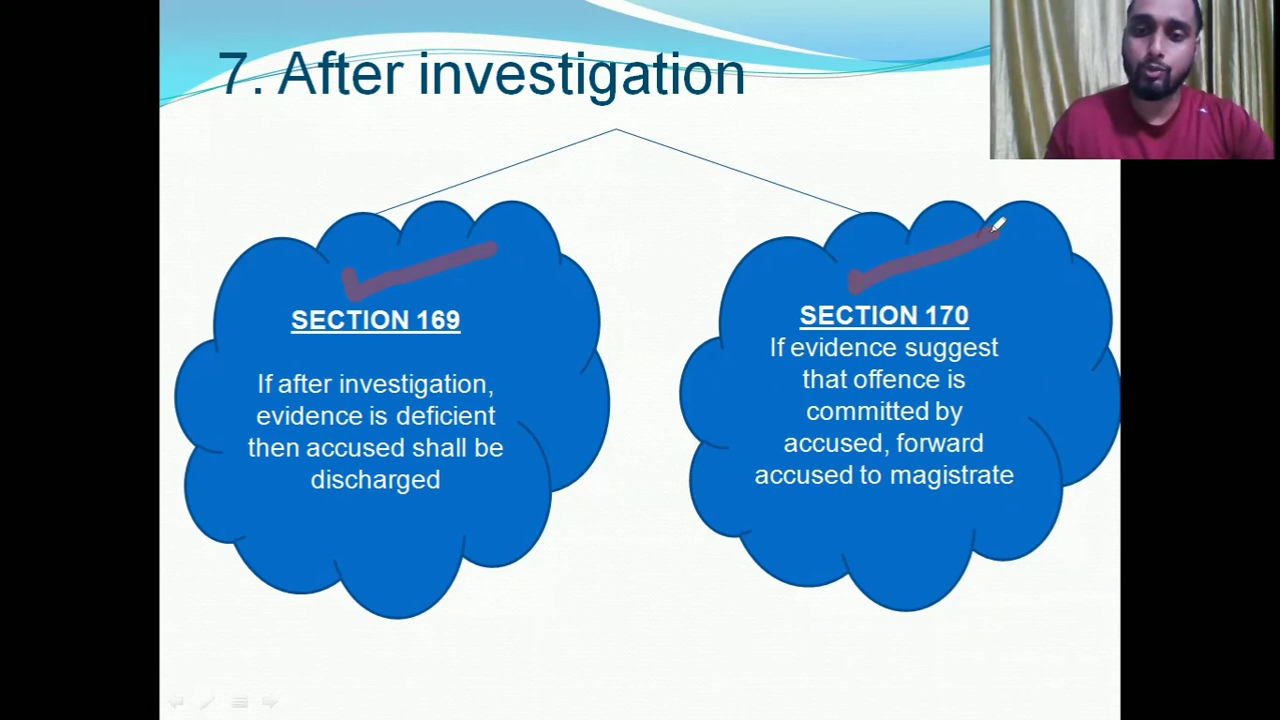 7. After investigation
SECTION 169
If after investigation,
evidence is deficient
then accused shall be
discharged
SECTION 170
If evidence suggest
that offence is
committed by
accused, forward
accused to magistrate